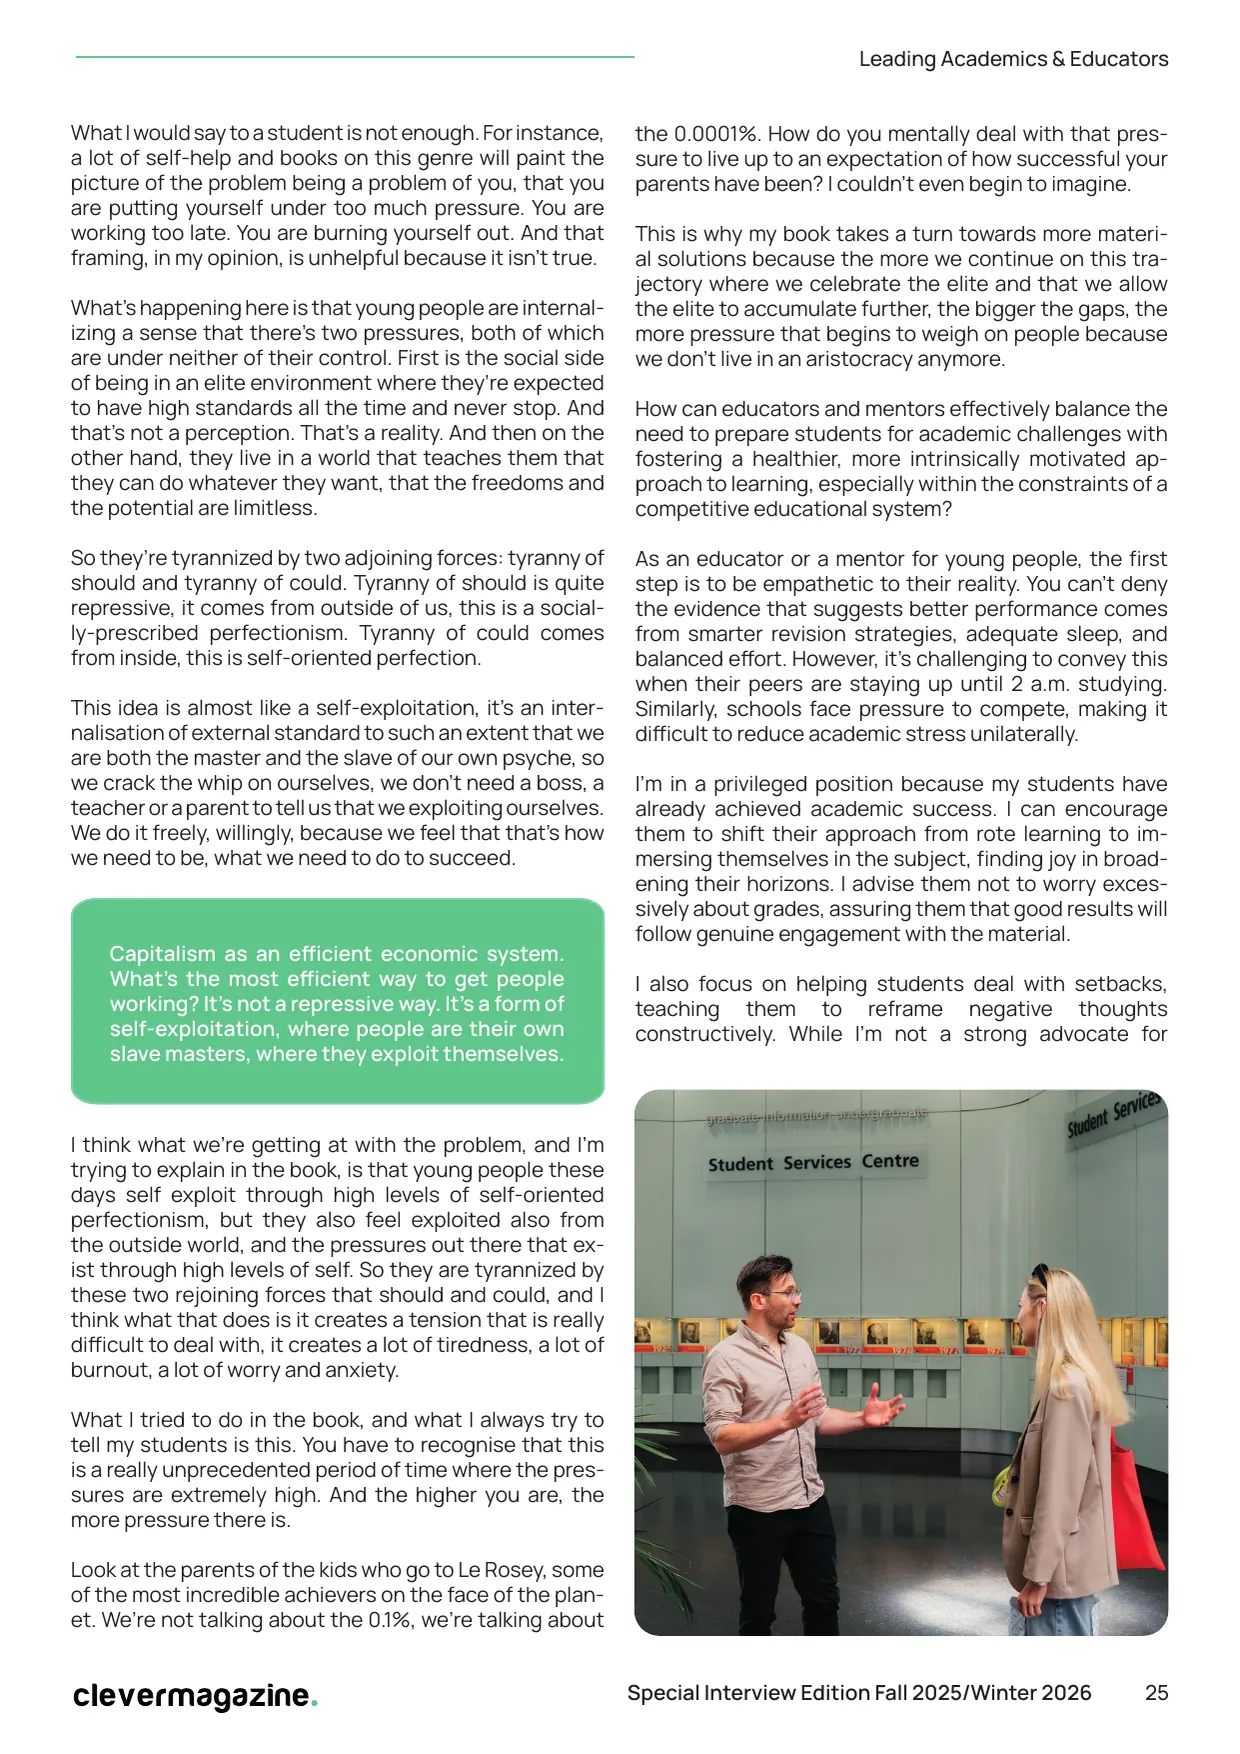 Leading Academics & Educators
What I would say to a student is not enough. For instance,
a lot of self-help and books on this genre will paint the
picture of the problem being a problem of you, that you
are putting yourself under too much pressure. You are
working too late. You are burning yourself out. And that
framing, in my opinion, is unhelpful because it isn't true.
What's happening here is that young people are internal-
izing a sense that there's two pressures, both of which
are under neither of their control. First is the social side
of being in an elite environment where they're expected
to have high standards all the time and never stop. And
that's not a perception. That's a reality. And then on the
other hand, they live in a world that teaches them that
they can do whatever they want, that the freedoms and
the potential are limitless.
So they're tyrannized by two adjoining forces: tyranny of
should and tyranny of could. Tyranny of should is quite
repressive, it comes from outside of us, this is a social-
ly-prescribed perfectionism. Tyranny of could comes
from inside, this is self-oriented perfection.
This idea is almost like a self-exploitation, it's an inter-
nalisation of external standard to such an extent that we
are both the master and the slave of our own psyche, so
we crack the whip on ourselves, we don't need a boss, a
teacher or a parent to tell us that we exploiting ourselves.
We do it freely, willingly, because we feel that that's how
we need to be, what we need to do to succeed.
Capitalism as an efficient economic system.
What's the most efficient way to get people
working? It's not a repressive way. It's a form of
self-exploitation, where people are their own
slave masters, where they exploit themselves.
I think what we're getting at with the problem, and I'm
trying to explain in the book, is that young people these
days self exploit through high levels of self-oriented
perfectionism, but they also feel exploited also from
the outside world, and the pressures out there that ex-
ist through high levels of self. So they are tyrannized by
these two rejoining forces that should and could, and I
think what that does is it creates a tension that is really
difficult to deal with, it creates a lot of tiredness, a lot of
burnout, a lot of worry and anxiety.
What I tried to do in the book, and what I always try to
tell my students is this. You have to recognise that this
is a really unprecedented period of time where the pres-
sures are extremely high. And the higher you are, the
more pressure there is.
Look at the parents of the kids who go to Le Rosey, some
of the most incredible achievers on the face of the plan-
et. We're not talking about the 0.1%, we're talking about
the 0.0001%. How do you mentally deal with that pres-
sure to live up to an expectation of how successful your
parents have been? I couldn't even begin to imagine.
This is why my book takes a turn towards more materi-
al solutions because the more we continue on this tra-
jectory where we celebrate the elite and that we allow
the elite to accumulate further, the bigger the gaps, the
more pressure that begins to weigh on people because
we don't live in an aristocracy anymore.
How can educators and mentors effectively balance the
need to prepare students for academic challenges with
fostering a healthier, more intrinsically motivated ap-
proach to learning, especially within the constraints of a
competitive educational system?
As an educator or a mentor for young people, the first
step is to be empathetic to their reality. You can't deny
the evidence that suggests better performance comes
from smarter revision strategies, adequate sleep, and
balanced effort. However, it's challenging to convey this
when their peers are staying up until 2 a.m. studying.
Similarly, schools face pressure to compete, making it
difficult to reduce academic stress unilaterally.
I'm in a privileged position because my students have
already achieved academic success. I can encourage
them to shift their approach from rote learning to im-
mersing themselves in the subject, finding joy in broad-
ening their horizons. I advise them not to worry exces-
sively about grades, assuring them that good results will
follow genuine engagement with the material.
I also focus on helping students deal with setbacks,
teaching them to reframe negative thoughts
constructively. While I'm not a strong advocate for
graduate information undergraduate
Student Services
Student Services Centre
1972 1974 1977 1979
clevermagazine.
Special Interview Edition Fall 2025/Winter 2026 25